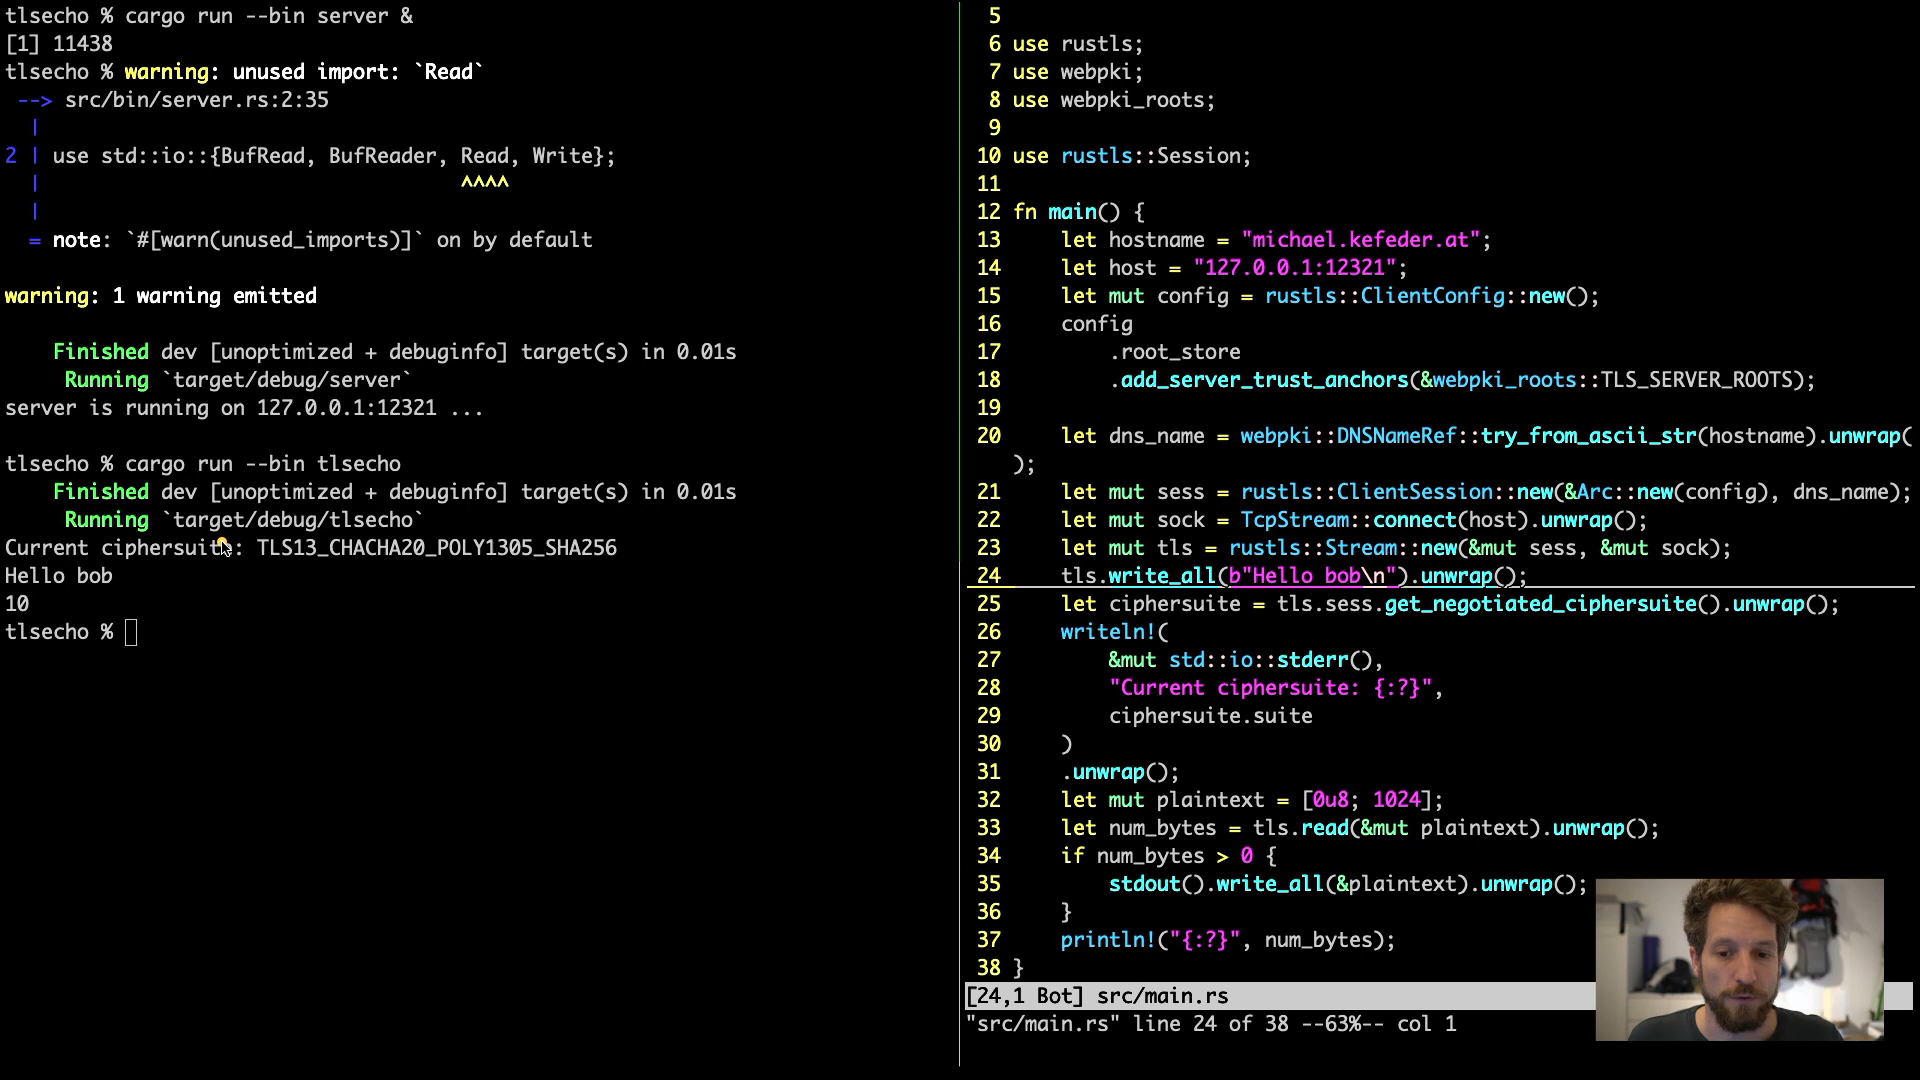 tlsecho % cargo run --bin server &
[1] 11438
tlsecho % warning: unused import: `Read`
 --> src/bin/server.rs:2:35
  |
2 | use std::io::{BufRead, BufReader, Read, Write};
  |                                   ^^^^
  |
  = note: `#[warn(unused_imports)]` on by default
warning: 1 warning emitted
    Finished dev [unoptimized + debuginfo] target(s) in 0.01s
     Running `target/debug/server`
server is running on 127.0.0.1:12321 ...
tlsecho % cargo run --bin tlsecho
    Finished dev [unoptimized + debuginfo] target(s) in 0.01s
     Running `target/debug/tlsecho`
Current ciphersuite: TLS13_CHACHA20_POLY1305_SHA256
Hello bob
10
tlsecho %
5
6 use rustls;
7 use webpki;
8 use webpki_roots;
9
10 use rustls::Session;
11
12 fn main() {
13     let hostname = "michael.kefeder.at";
14     let host = "127.0.0.1:12321";
15     let mut config = rustls::ClientConfig::new();
16     config
17         .root_store
18         .add_server_trust_anchors(&webpki_roots::TLS_SERVER_ROOTS);
19
20     let dns_name = webpki::DNSNameRef::try_from_ascii_str(hostname).unwrap(
);
21     let mut sess = rustls::ClientSession::new(&Arc::new(config), dns_name);
22     let mut sock = TcpStream::connect(host).unwrap();
23     let mut tls = rustls::Stream::new(&mut sess, &mut sock);
24     tls.write_all(b"Hello bob\n").unwrap();
25     let ciphersuite = tls.sess.get_negotiated_ciphersuite().unwrap();
26     writeln!(
27         &mut std::io::stderr(),
28         "Current ciphersuite: {:?}",
29         ciphersuite.suite
30     )
31     .unwrap();
32     let mut plaintext = [0u8; 1024];
33     let num_bytes = tls.read(&mut plaintext).unwrap();
34     if num_bytes > 0 {
35         stdout().write_all(&plaintext).unwrap();
36     }
37     println!("{:?}", num_bytes);
38 }
[24,1 Bot] src/main.rs
"src/main.rs" line 24 of 38 --63%-- col 1